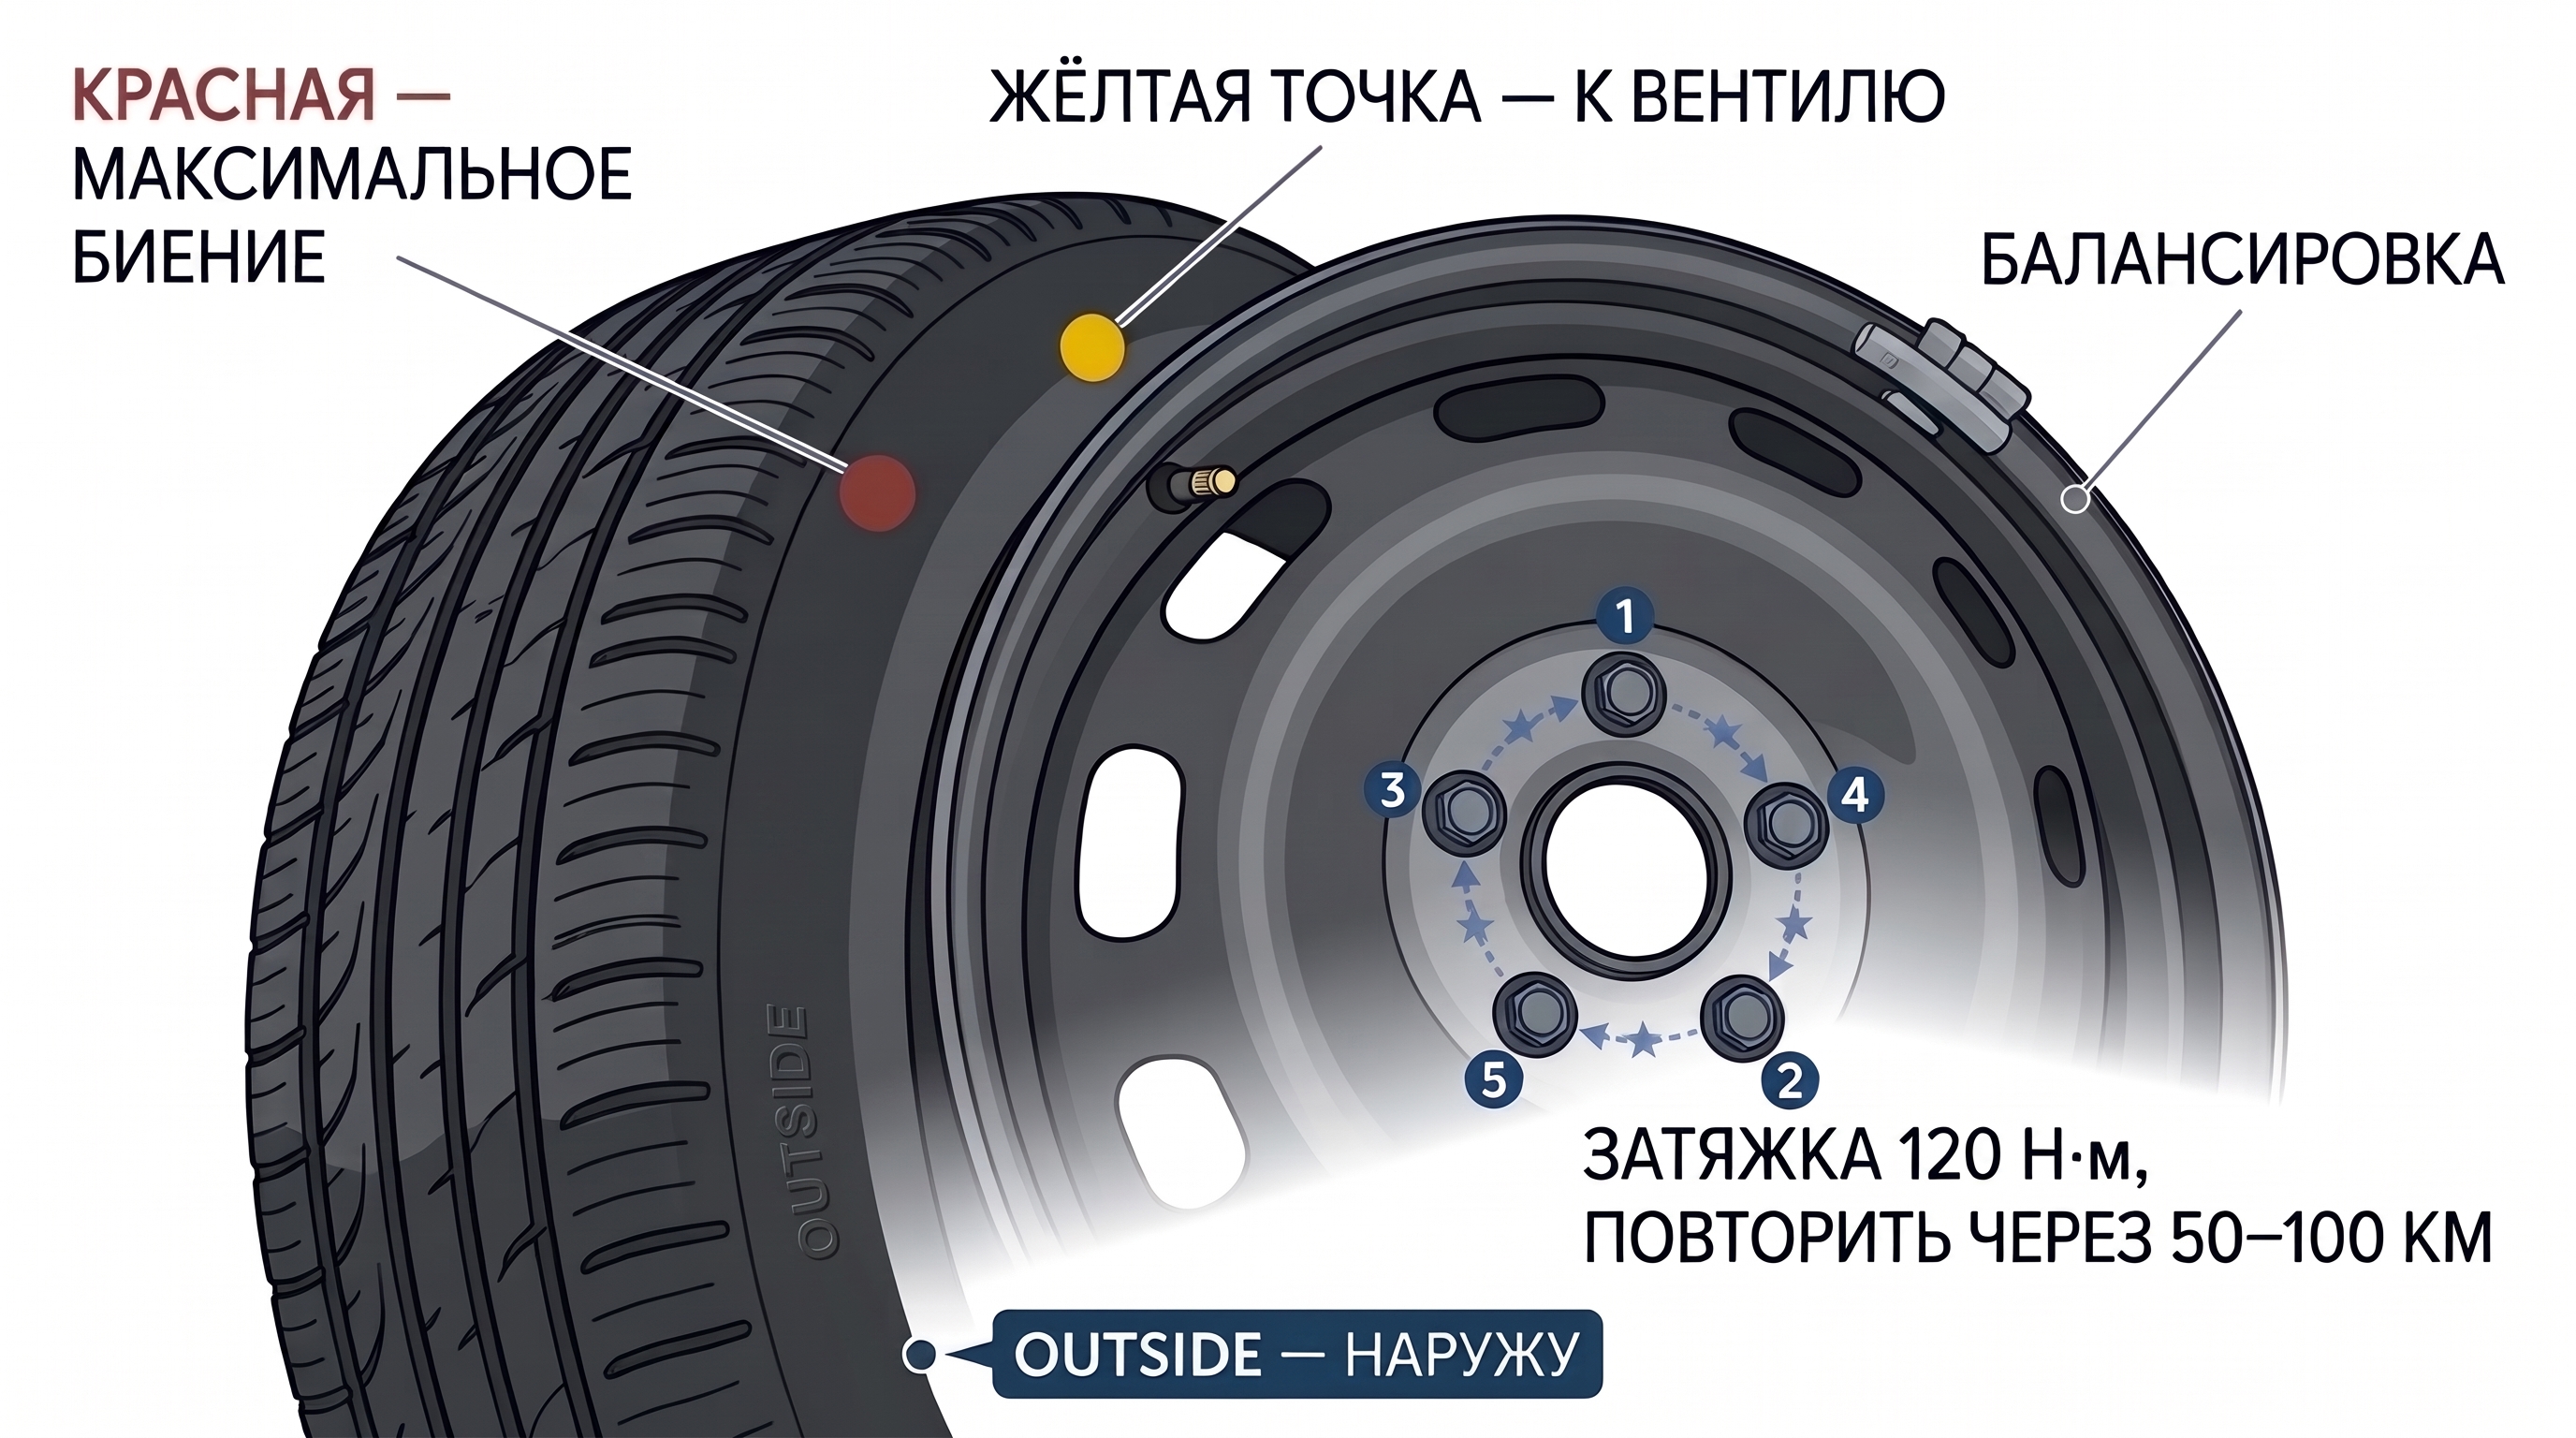 КРАСНАЯ —
МАКСИМАЛЬНОЕ
БИЕНИЕ
ЖЁЛТАЯ ТОЧКА — К ВЕНТИЛЮ
БАЛАНСИРОВКА
1
3
4
5
2
OUTSIDE
ЗАТЯЖКА 120 Н·м,
ПОВТОРИТЬ ЧЕРЕЗ 50–100 КМ
OUTSIDE — НАРУЖУ